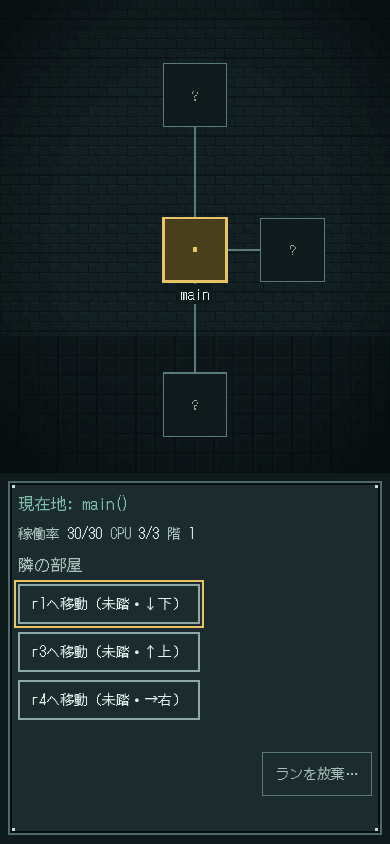 ?
?
main
?
現在地: main()
稼働率 30/30 CPU 3/3 階 1
隣の部屋
r1へ移動 (未踏・↓下)
r3へ移動 (未踏・↑上)
r4へ移動 (未踏・→右)
ランを放棄…